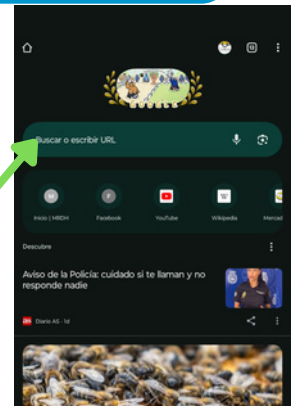 Buscar o escribir URL
Inicio | MRDH
Facebook
YouTube
Wikipedia
Mercad
Descubre
Aviso de la Policía: cuidado si te llaman y no
responde nadie
Diario AS · 1d